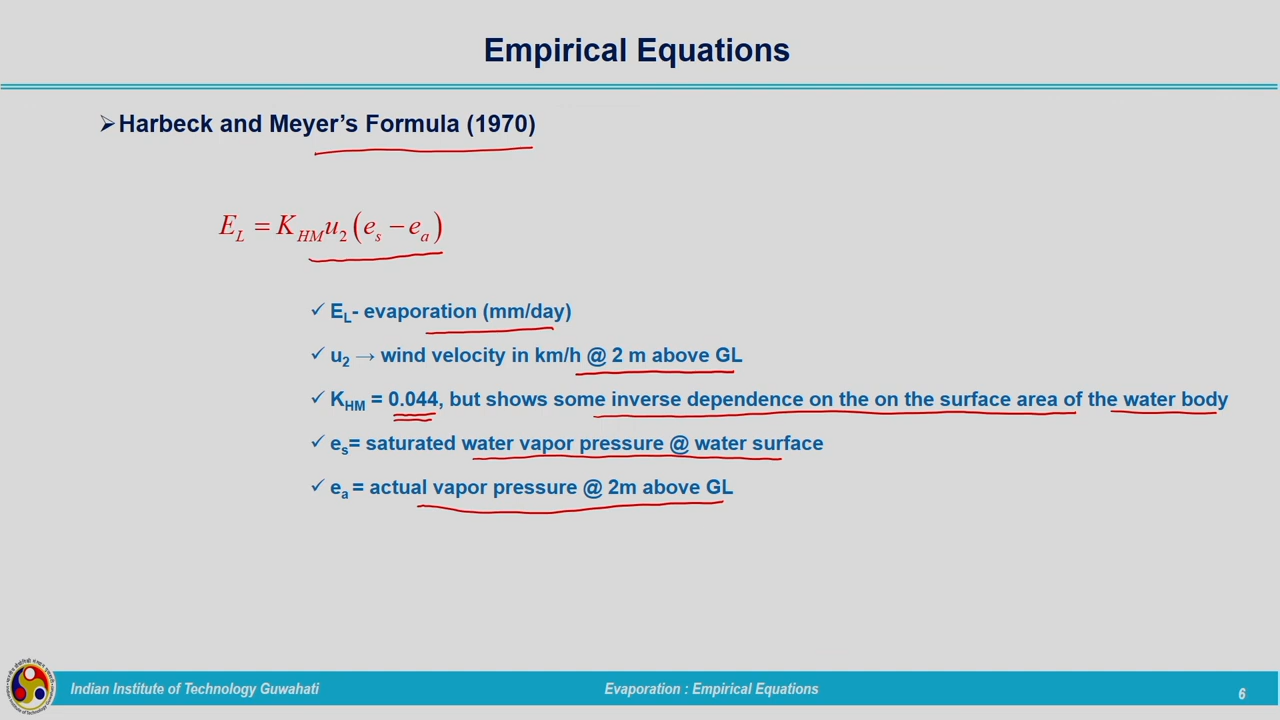 Empirical Equations
➢Harbeck and Meyer's Formula (1970)
E_L = K_HM u_2 (e_s − e_a)
✓ E_L- evaporation (mm/day)
✓ u_2 → wind velocity in km/h @ 2 m above GL
✓ K_HM = 0.044, but shows some inverse dependence on the on the surface area of the water body
✓ e_s= saturated water vapor pressure @ water surface
✓ e_a = actual vapor pressure @ 2m above GL
Indian Institute of Technology Guwahati
Evaporation : Empirical Equations
6